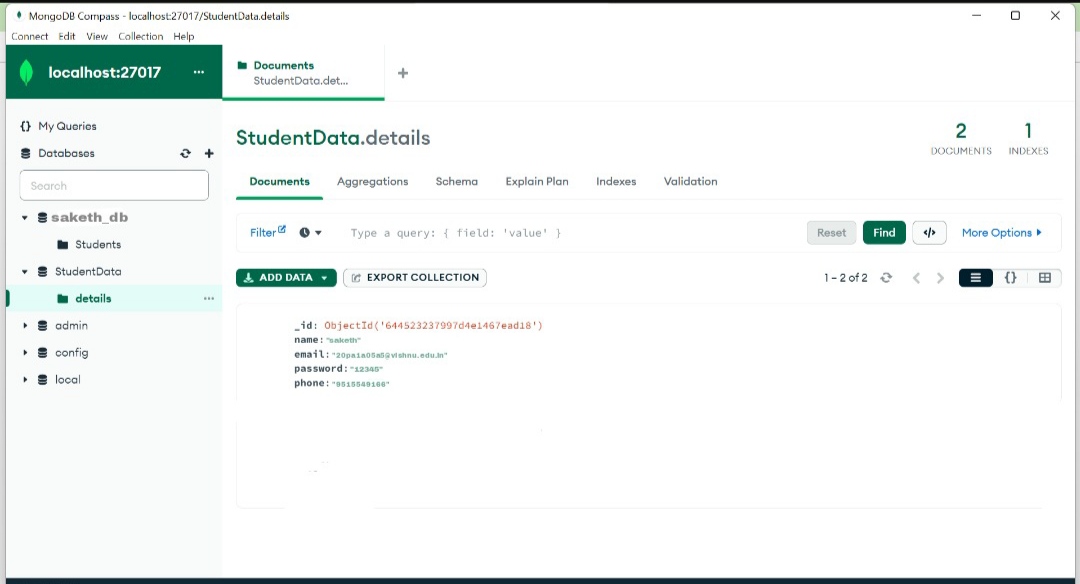 MongoDB Compass - localhost:27017/StudentData.details
Connect Edit View Collection Help
localhost:27017 ...
Documents
StudentData.det...
My Queries
Databases
Search
saketh_db
Students
StudentData
details
admin
config
local
StudentData.details
2
DOCUMENTS
1
INDEXES
Documents Aggregations Schema Explain Plan Indexes Validation
Filter Type a query: { field: 'value' } Reset Find </> More Options
ADD DATA EXPORT COLLECTION 1 – 2 of 2 {}
_id: ObjectId('644523237997d4e1467ead18')
name: "saketh"
email: "20pa1a05a5@vishnu.edu.in"
password: "12345"
phone: "9515549166"